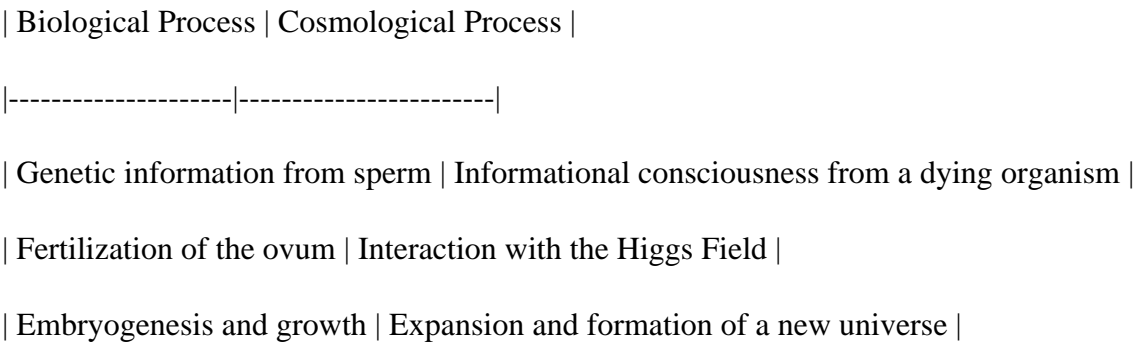 | Biological Process | Cosmological Process |
|---------------------|------------------------|
| Genetic information from sperm | Informational consciousness from a dying organism |
| Fertilization of the ovum | Interaction with the Higgs Field |
| Embryogenesis and growth | Expansion and formation of a new universe |